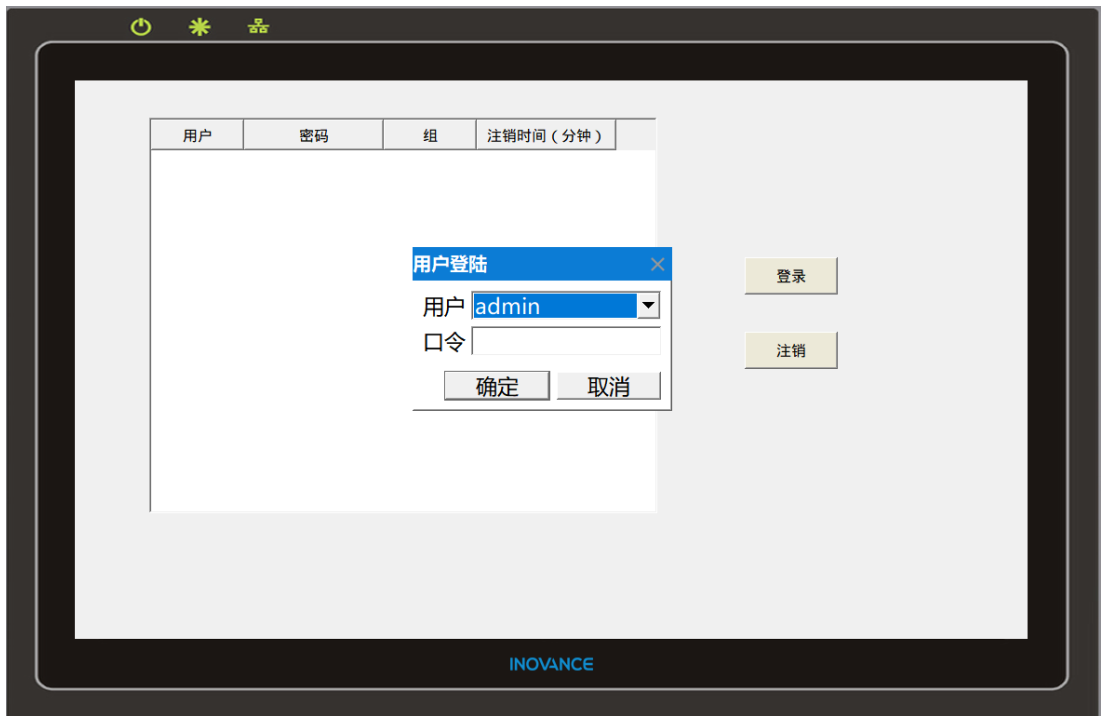 用户 密码 组 注销时间（分钟）
用户登陆
用户 admin
口令
确定 取消
登录
注销
INOVANCE